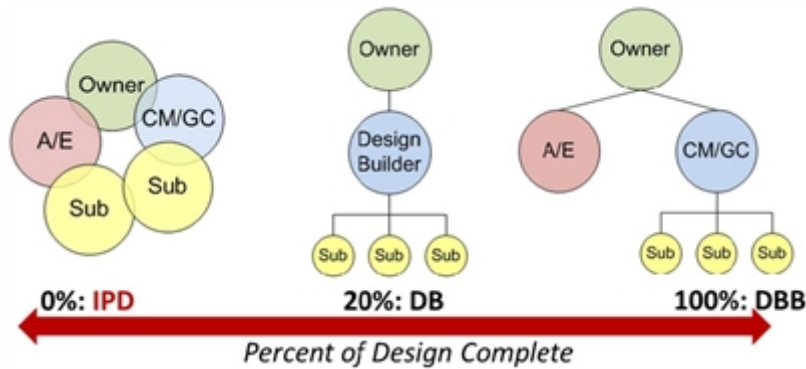 Owner
CM/GC
A/E
Sub
Sub
0%: IPD
Owner
Design
Builder
Sub Sub Sub
20%: DB
Owner
A/E
CM/GC
Sub Sub Sub
100%: DBB
Percent of Design Complete